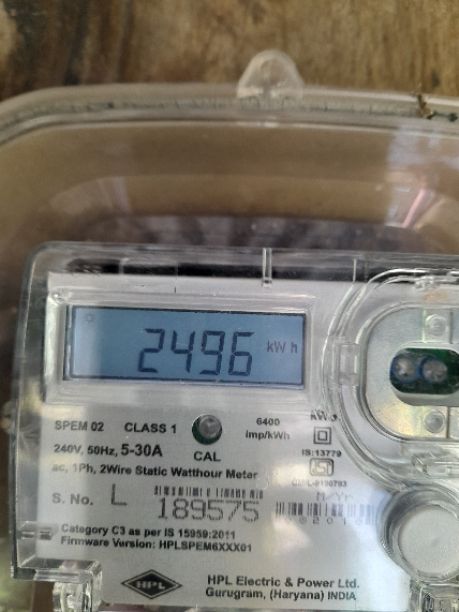 2496 kWh
SPEM 02 CLASS 1 6400
imp/kWh
240V, 50Hz, 5-30A CAL IS:13779
ac, 1Ph, 2Wire Static Watthour Meter
S. No. L 189575 M/Yr
Category C3 as per IS 15959:2011
Firmware Version: HPLSPEM6XXX01
HPL HPL Electric & Power Ltd.
Gurugram, (Haryana) INDIA